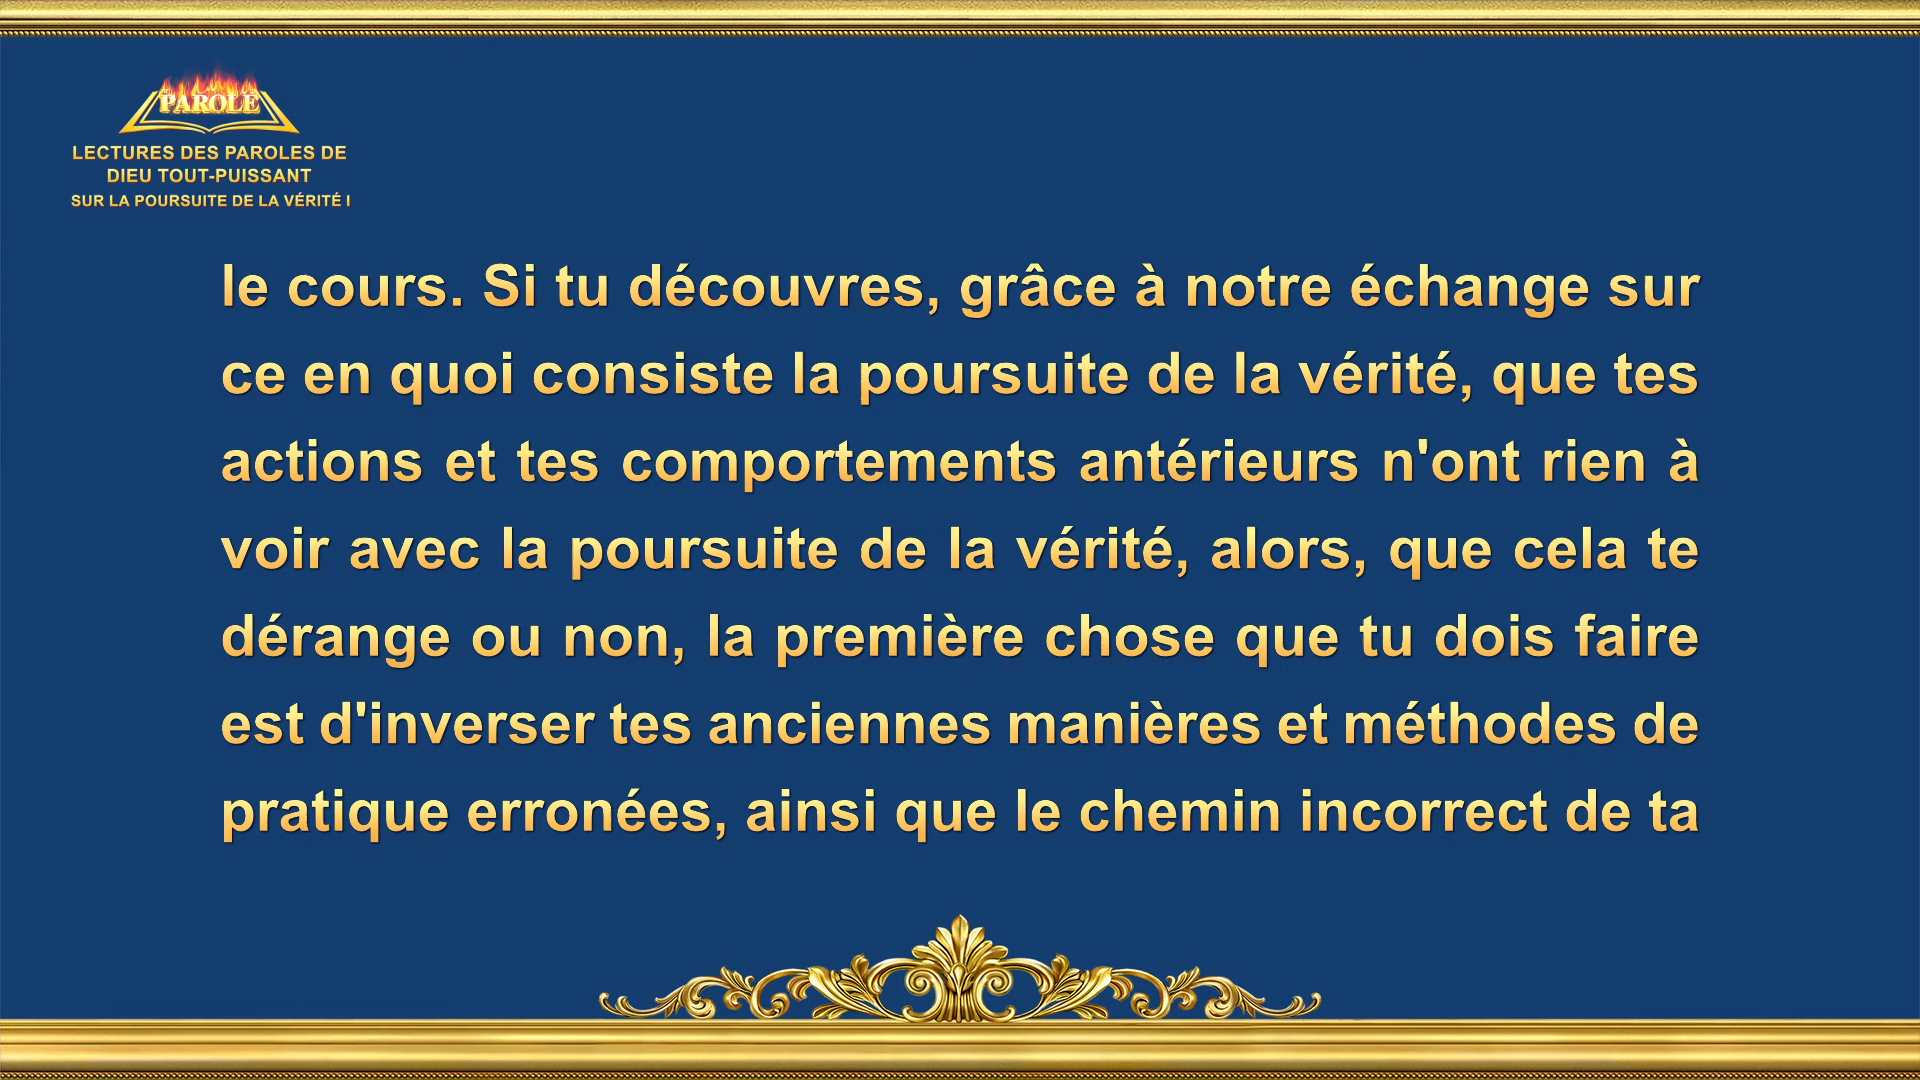 PAROLE
LECTURES DES PAROLES DE
DIEU TOUT-PUISSANT
SUR LA POURSUITE DE LA VÉRITÉ I
le cours. Si tu découvres, grâce à notre échange sur
ce en quoi consiste la poursuite de la vérité, que tes
actions et tes comportements antérieurs n'ont rien à
voir avec la poursuite de la vérité, alors, que cela te
dérange ou non, la première chose que tu dois faire
est d'inverser tes anciennes manières et méthodes de
pratique erronées, ainsi que le chemin incorrect de ta